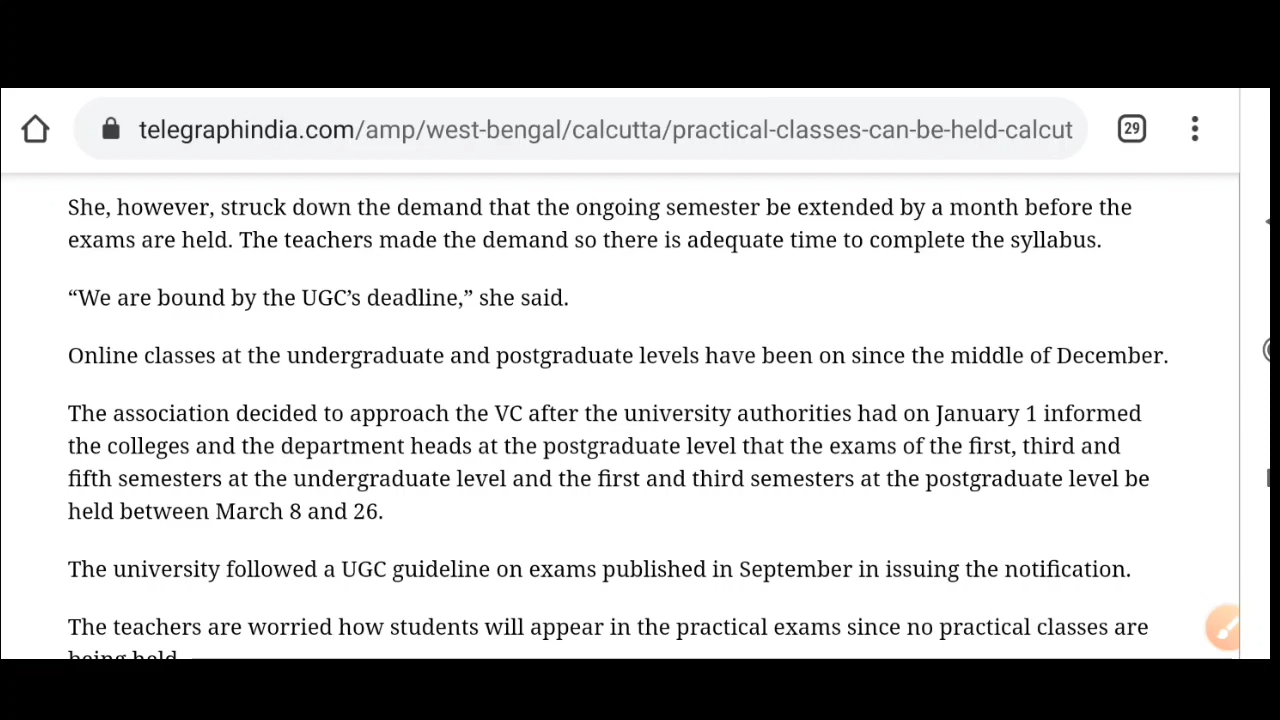 telegraphindia.com/amp/west-bengal/calcutta/practical-classes-can-be-held-calcut
29
She, however, struck down the demand that the ongoing semester be extended by a month before the
exams are held. The teachers made the demand so there is adequate time to complete the syllabus.
“We are bound by the UGC’s deadline,” she said.
Online classes at the undergraduate and postgraduate levels have been on since the middle of December.
The association decided to approach the VC after the university authorities had on January 1 informed
the colleges and the department heads at the postgraduate level that the exams of the first, third and
fifth semesters at the undergraduate level and the first and third semesters at the postgraduate level be
held between March 8 and 26.
The university followed a UGC guideline on exams published in September in issuing the notification.
The teachers are worried how students will appear in the practical exams since no practical classes are
being held.